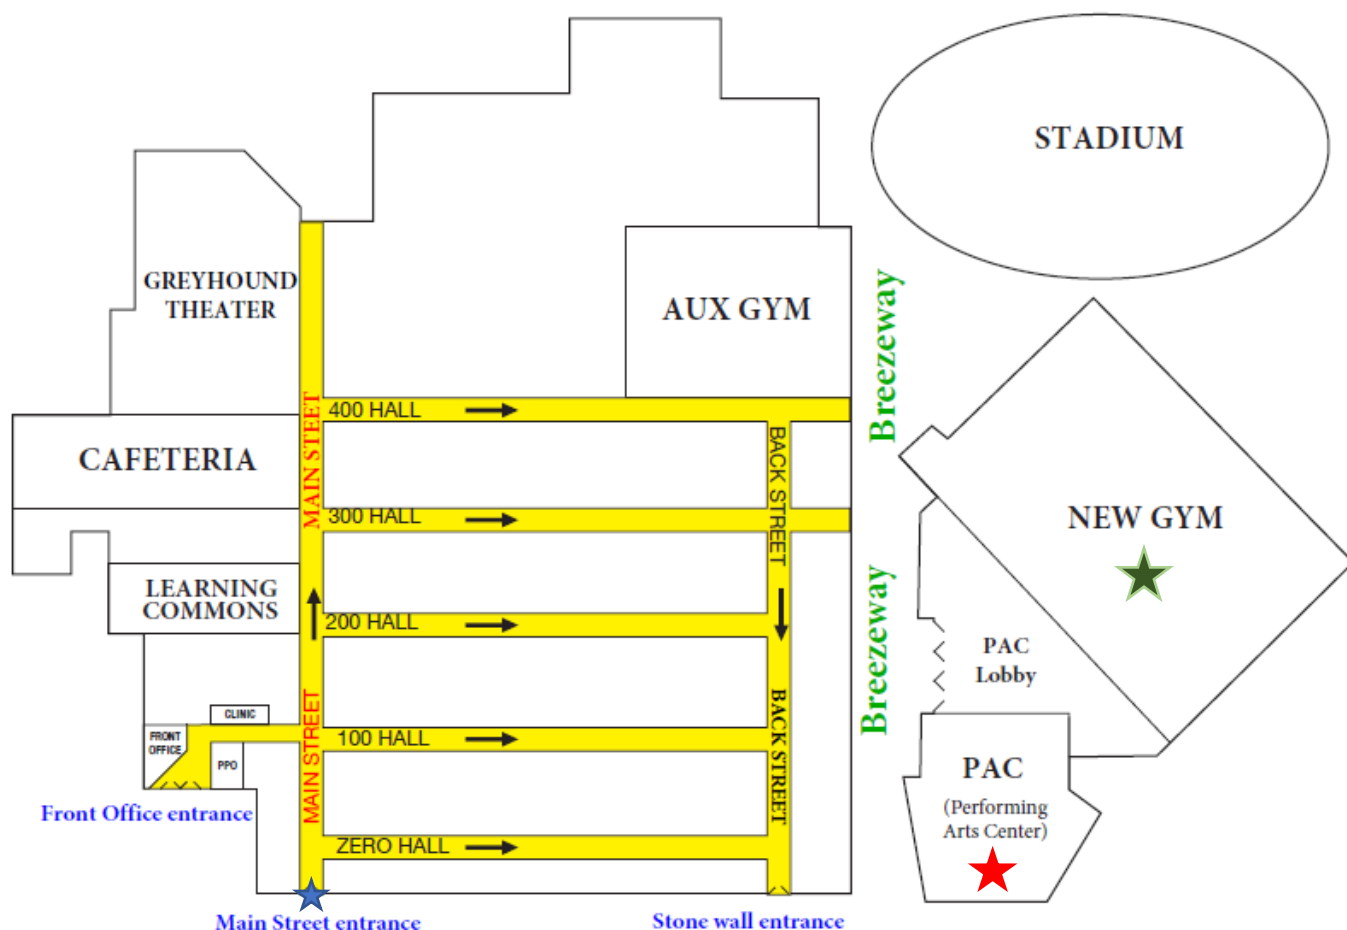 STADIUM
GREYHOUND
THEATER
AUX GYM
Breezeway
400 HALL
MAIN STEET
CAFETERIA
BACK STREET
300 HALL
NEW GYM
LEARNING
COMMONS
200 HALL
Breezeway
PAC
Lobby
CLINIC
FRONT
OFFICE
MAIN STREET
100 HALL
BACK STREET
PPO
PAC
(Performing
Arts Center)
Front Office entrance
ZERO HALL
Main Street entrance
Stone wall entrance